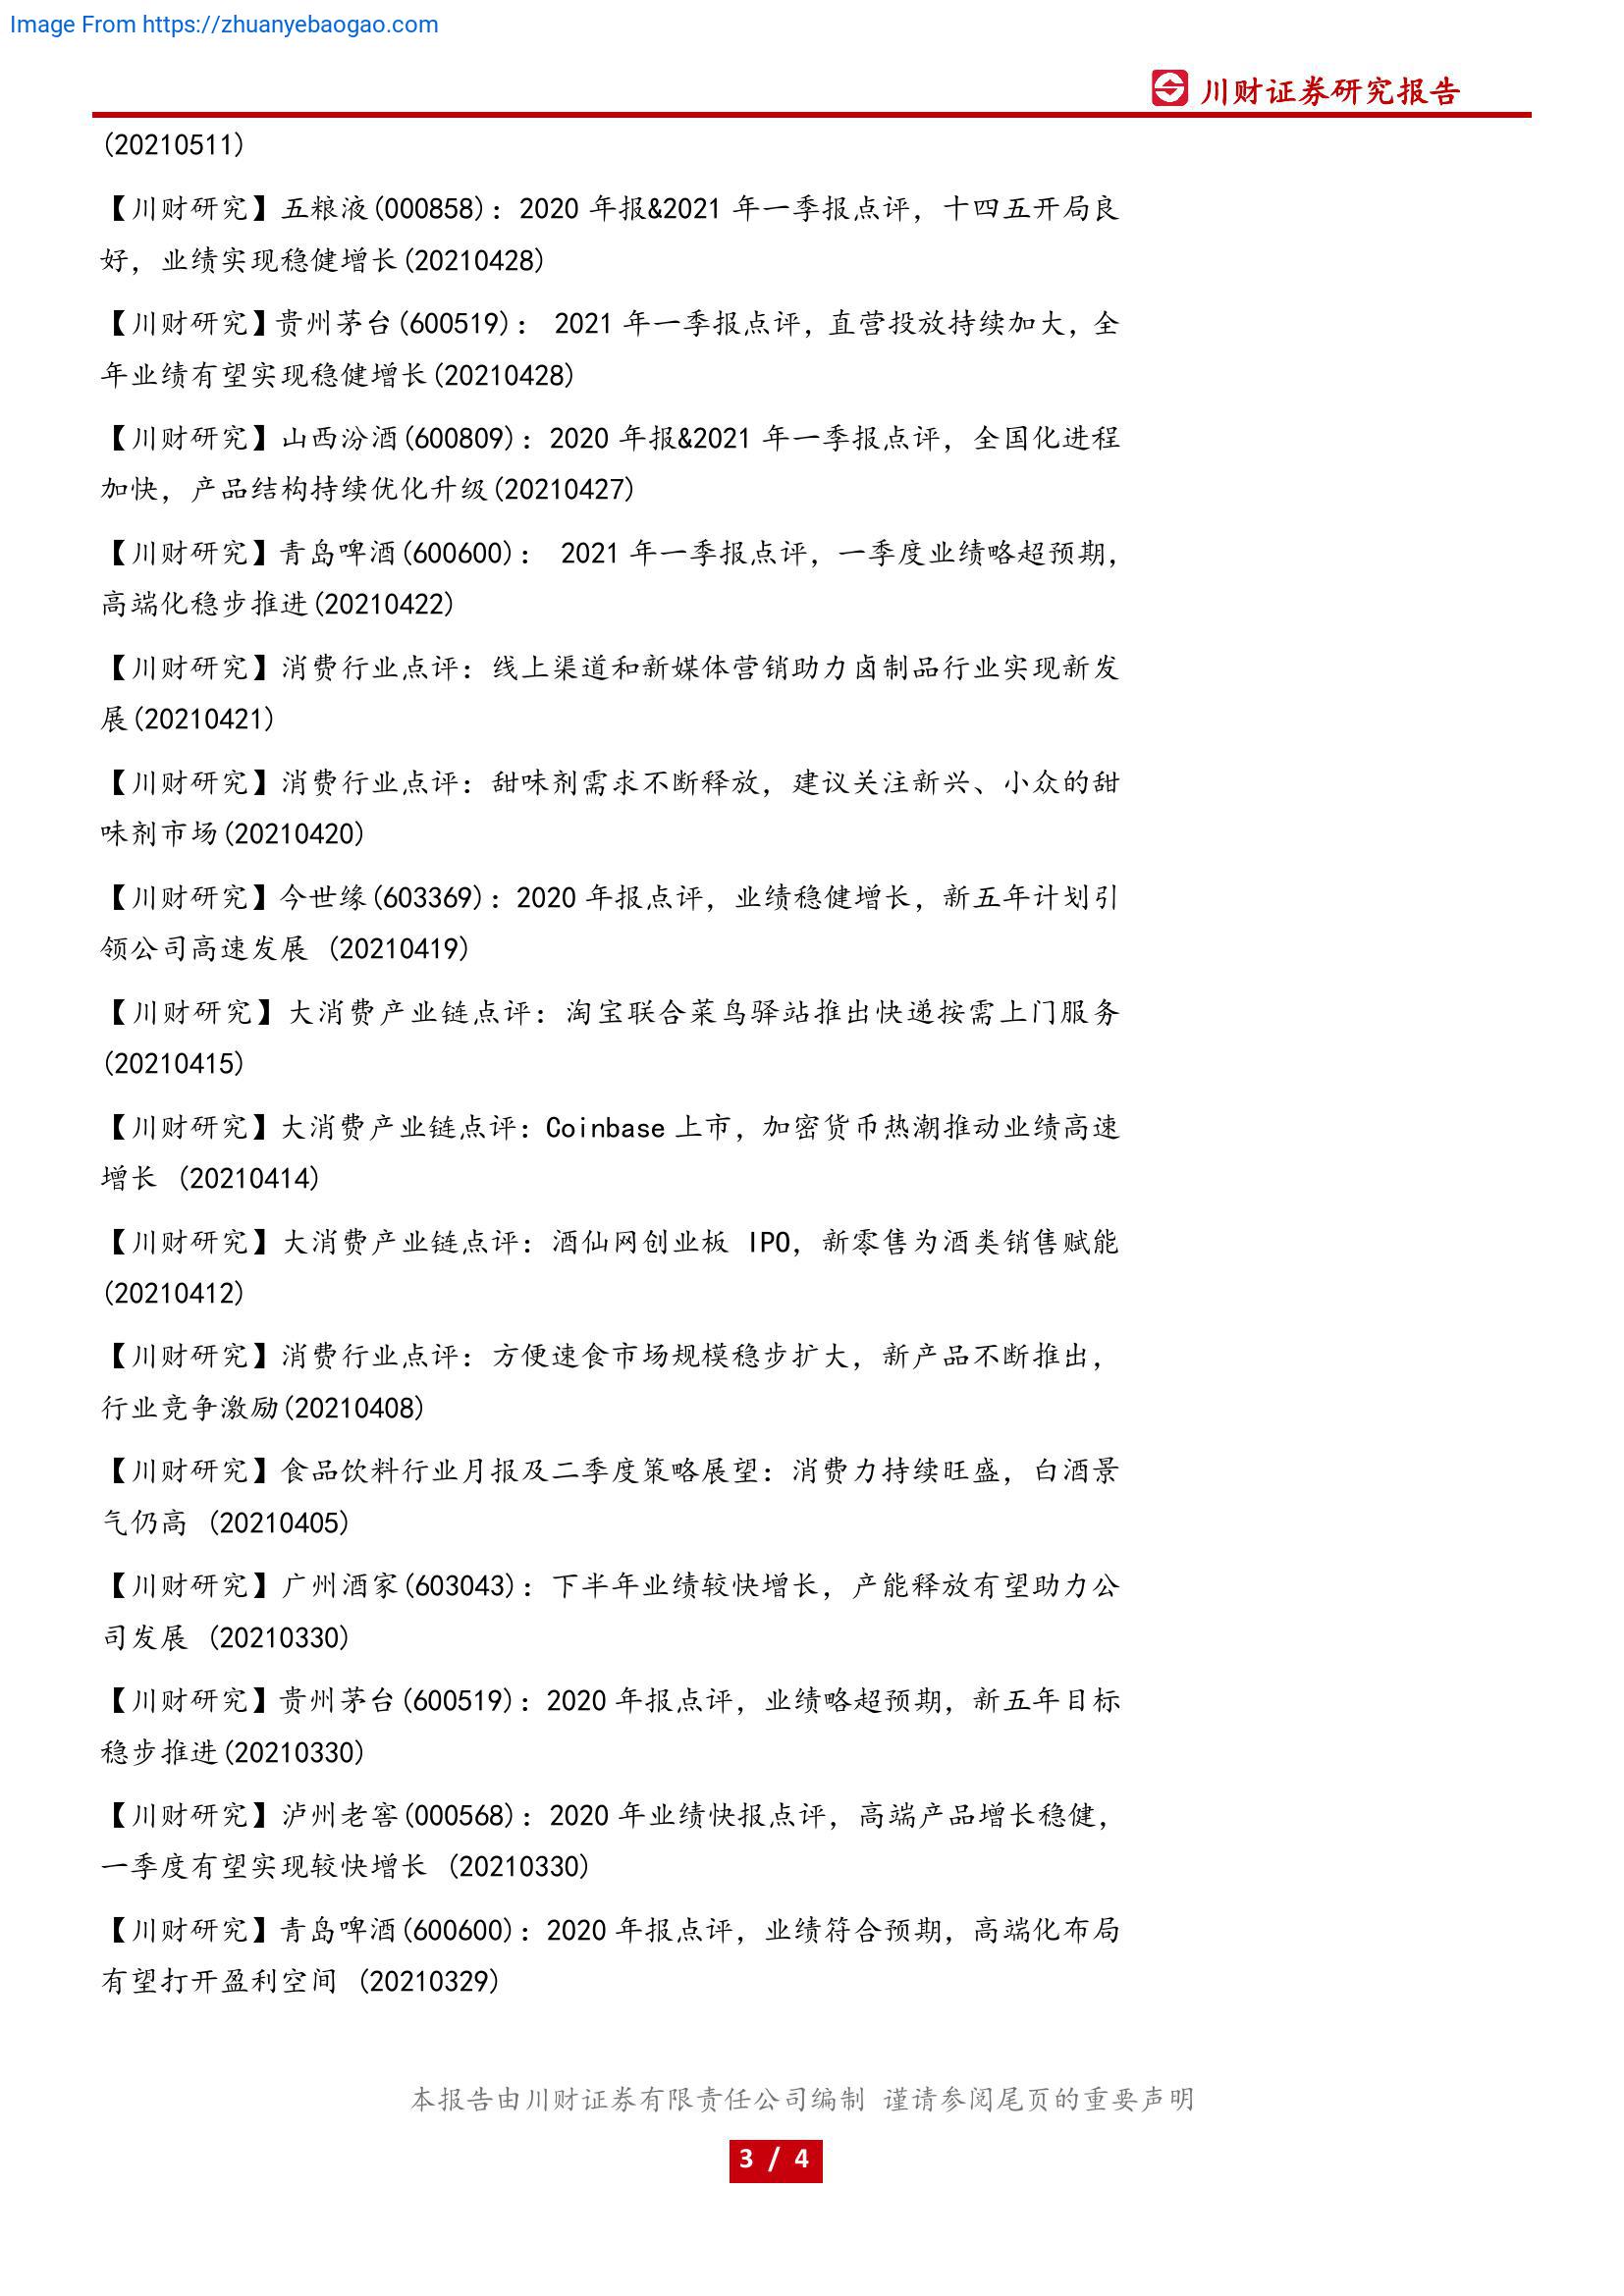 Image From https://zhuanyebaogao.com
川财证券研究报告
(20210511)
【川财研究】五粮液(000858)：2020 年报&2021 年一季报点评，十四五开局良
好，业绩实现稳健增长(20210428)
【川财研究】贵州茅台(600519)： 2021 年一季报点评，直营投放持续加大，全
年业绩有望实现稳健增长(20210428)
【川财研究】山西汾酒(600809)：2020 年报&2021 年一季报点评，全国化进程
加快，产品结构持续优化升级(20210427)
【川财研究】青岛啤酒(600600)： 2021 年一季报点评，一季度业绩略超预期，
高端化稳步推进(20210422)
【川财研究】消费行业点评：线上渠道和新媒体营销助力卤制品行业实现新发
展(20210421)
【川财研究】消费行业点评：甜味剂需求不断释放，建议关注新兴、小众的甜
味剂市场(20210420)
【川财研究】今世缘(603369)：2020 年报点评，业绩稳健增长，新五年计划引
领公司高速发展 (20210419)
【川财研究】大消费产业链点评：淘宝联合菜鸟驿站推出快递按需上门服务
(20210415)
【川财研究】大消费产业链点评：Coinbase 上市，加密货币热潮推动业绩高速
增长 (20210414)
【川财研究】大消费产业链点评：酒仙网创业板 IPO，新零售为酒类销售赋能
(20210412)
【川财研究】消费行业点评：方便速食市场规模稳步扩大，新产品不断推出，
行业竞争激励(20210408)
【川财研究】食品饮料行业月报及二季度策略展望：消费力持续旺盛，白酒景
气仍高 (20210405)
【川财研究】广州酒家(603043)：下半年业绩较快增长，产能释放有望助力公
司发展 (20210330)
【川财研究】贵州茅台(600519)：2020 年报点评，业绩略超预期，新五年目标
稳步推进(20210330)
【川财研究】泸州老窖(000568)：2020 年业绩快报点评，高端产品增长稳健，
一季度有望实现较快增长 (20210330)
【川财研究】青岛啤酒(600600)：2020 年报点评，业绩符合预期，高端化布局
有望打开盈利空间 (20210329)
本报告由川财证券有限责任公司编制 谨请参阅尾页的重要声明
3 / 4